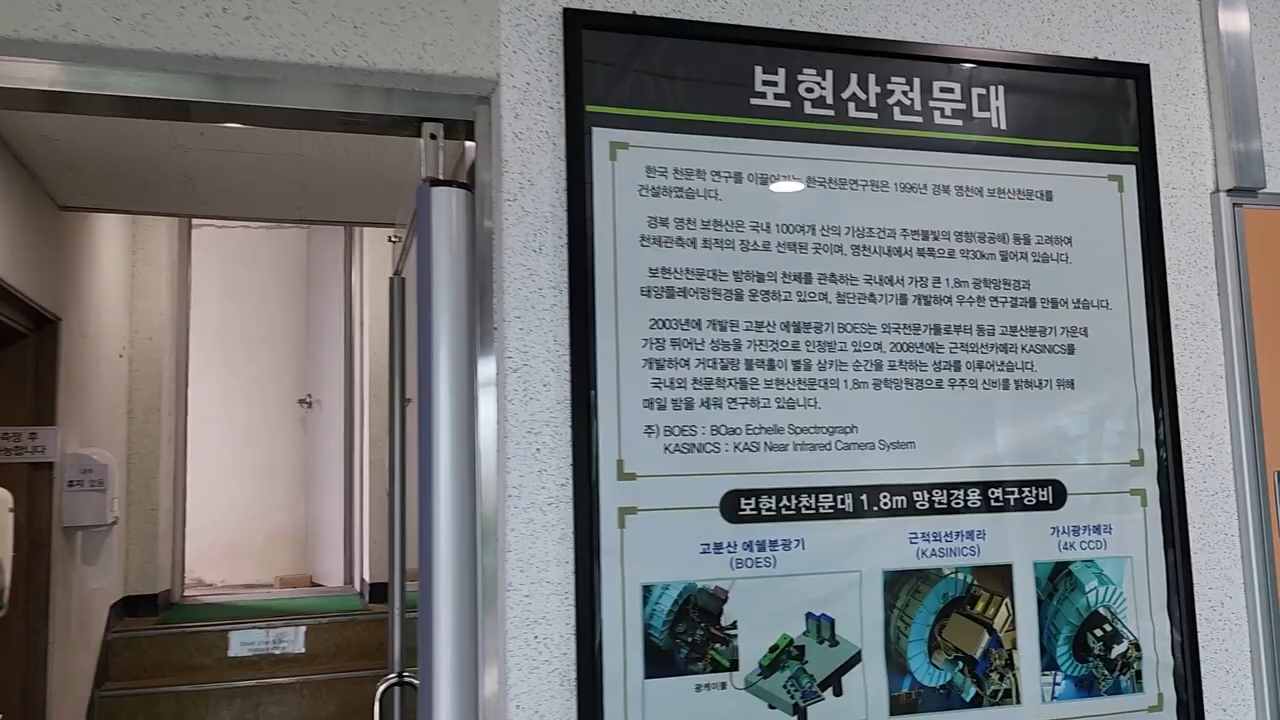 보현산천문대
한국 천문학 연구를 이끌어가는 한국천문연구원은 1996년 경북 영천에 보현산천문대를
건설하였습니다.
경북 영천 보현산은 국내 100여개 산의 기상조건과 주변불빛의 영향(광공해) 등을 고려하여
천체관측에 최적의 장소로 선택된 곳이며, 영천시내에서 북쪽으로 약30km 떨어져 있습니다.
보현산천문대는 밤하늘의 천체를 관측하는 국내에서 가장 큰 1.8m 광학망원경과
태양플레어망원경을 운영하고 있으며, 첨단관측기기를 개발하여 우수한 연구결과를 만들어 냈습니다.
2003년에 개발된 고분산 에쉘분광기 BOES는 외국전문가들로부터 동급 고분산분광기 가운데
가장 뛰어난 성능을 가진것으로 인정받고 있으며, 2008년에는 근적외선카메라 KASINICS를
개발하여 거대질량 블랙홀이 별을 삼키는 순간을 포착하는 성과를 이루어냈습니다.
국내외 천문학자들은 보현산천문대의 1.8m 광학망원경으로 우주의 신비를 밝혀내기 위해
매일 밤을 세워 연구하고 있습니다.
주) BOES : BOao Echelle Spectrograph
KASINICS : KASI Near Infrared Camera System
보현산천문대 1.8m 망원경용 연구장비
고분산 에쉘분광기
(BOES)
근적외선카메라
(KASINICS)
가시광카메라
(4K CCD)
광케이블
측정 후
능합니다
내부
휴지 없음